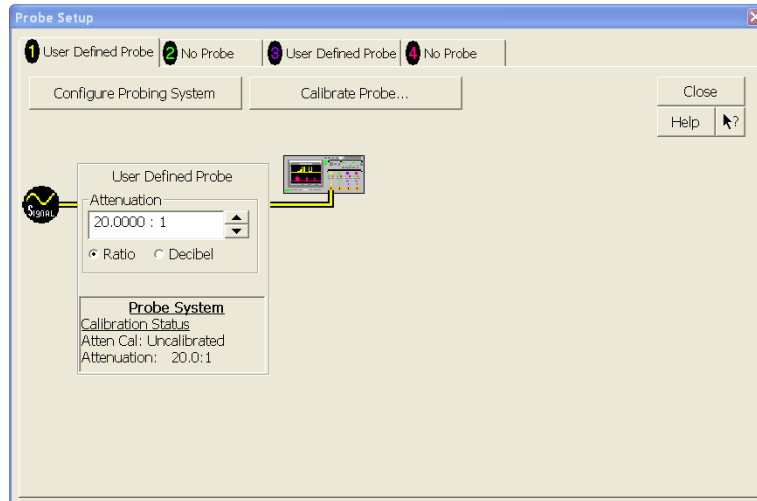 Probe Setup
1 User Defined Probe 2 No Probe 3 User Defined Probe 4 No Probe
Configure Probing System Calibrate Probe... Close
Help ?
User Defined Probe
Attenuation
SIGNAL
20.0000 : 1
Ratio Decibel
Probe System
Calibration Status
Atten Cal: Uncalibrated
Attenuation: 20.0:1